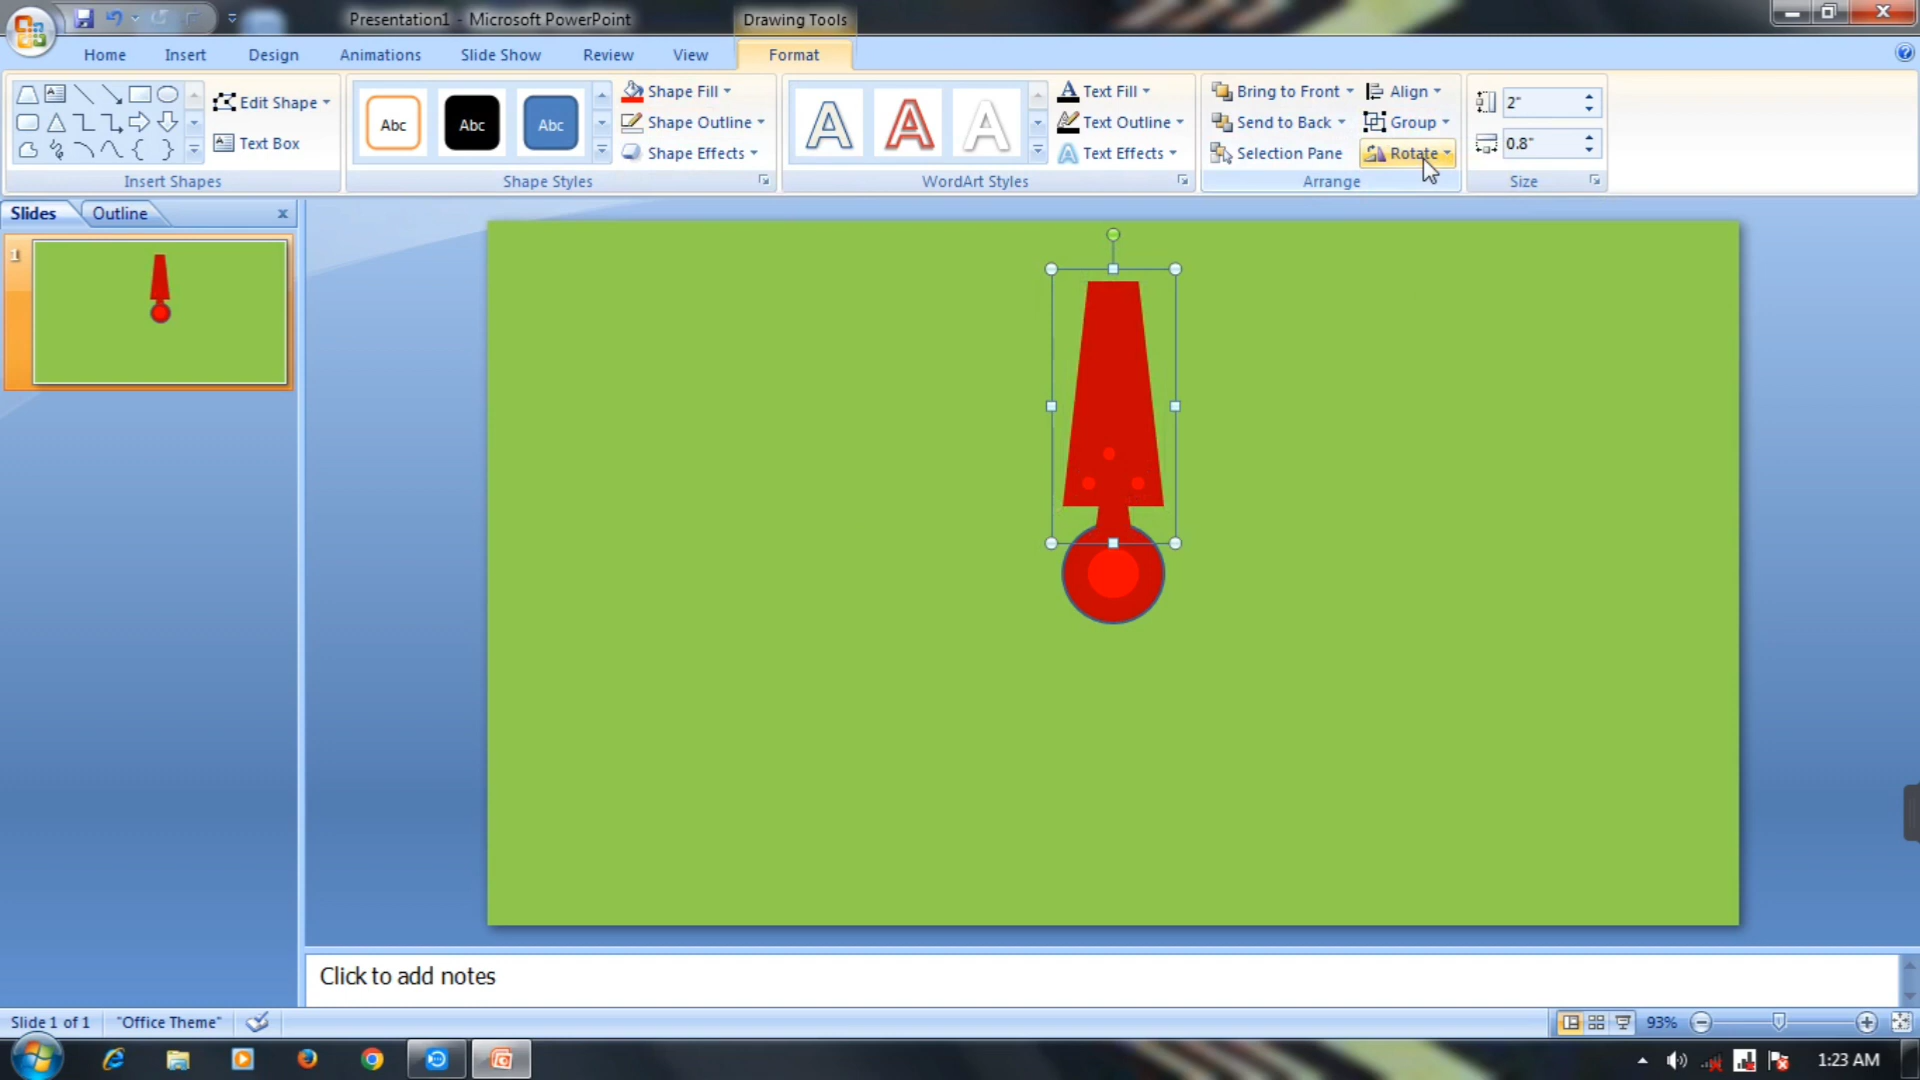 Presentation1 - Microsoft PowerPoint
Drawing Tools
Home
Insert
Design
Animations
Slide Show
Review
View
Format
Edit Shape
Text Box
Insert Shapes
Abc
Abc
Abc
Shape Fill
Shape Outline
Shape Effects
Shape Styles
A
A
A
Text Fill
Text Outline
Text Effects
WordArt Styles
Bring to Front
Send to Back
Selection Pane
Align
Group
Rotate
Arrange
2"
0.8"
Size
Slides
Outline
1
Click to add notes
Slide 1 of 1
"Office Theme"
93%
1:23 AM